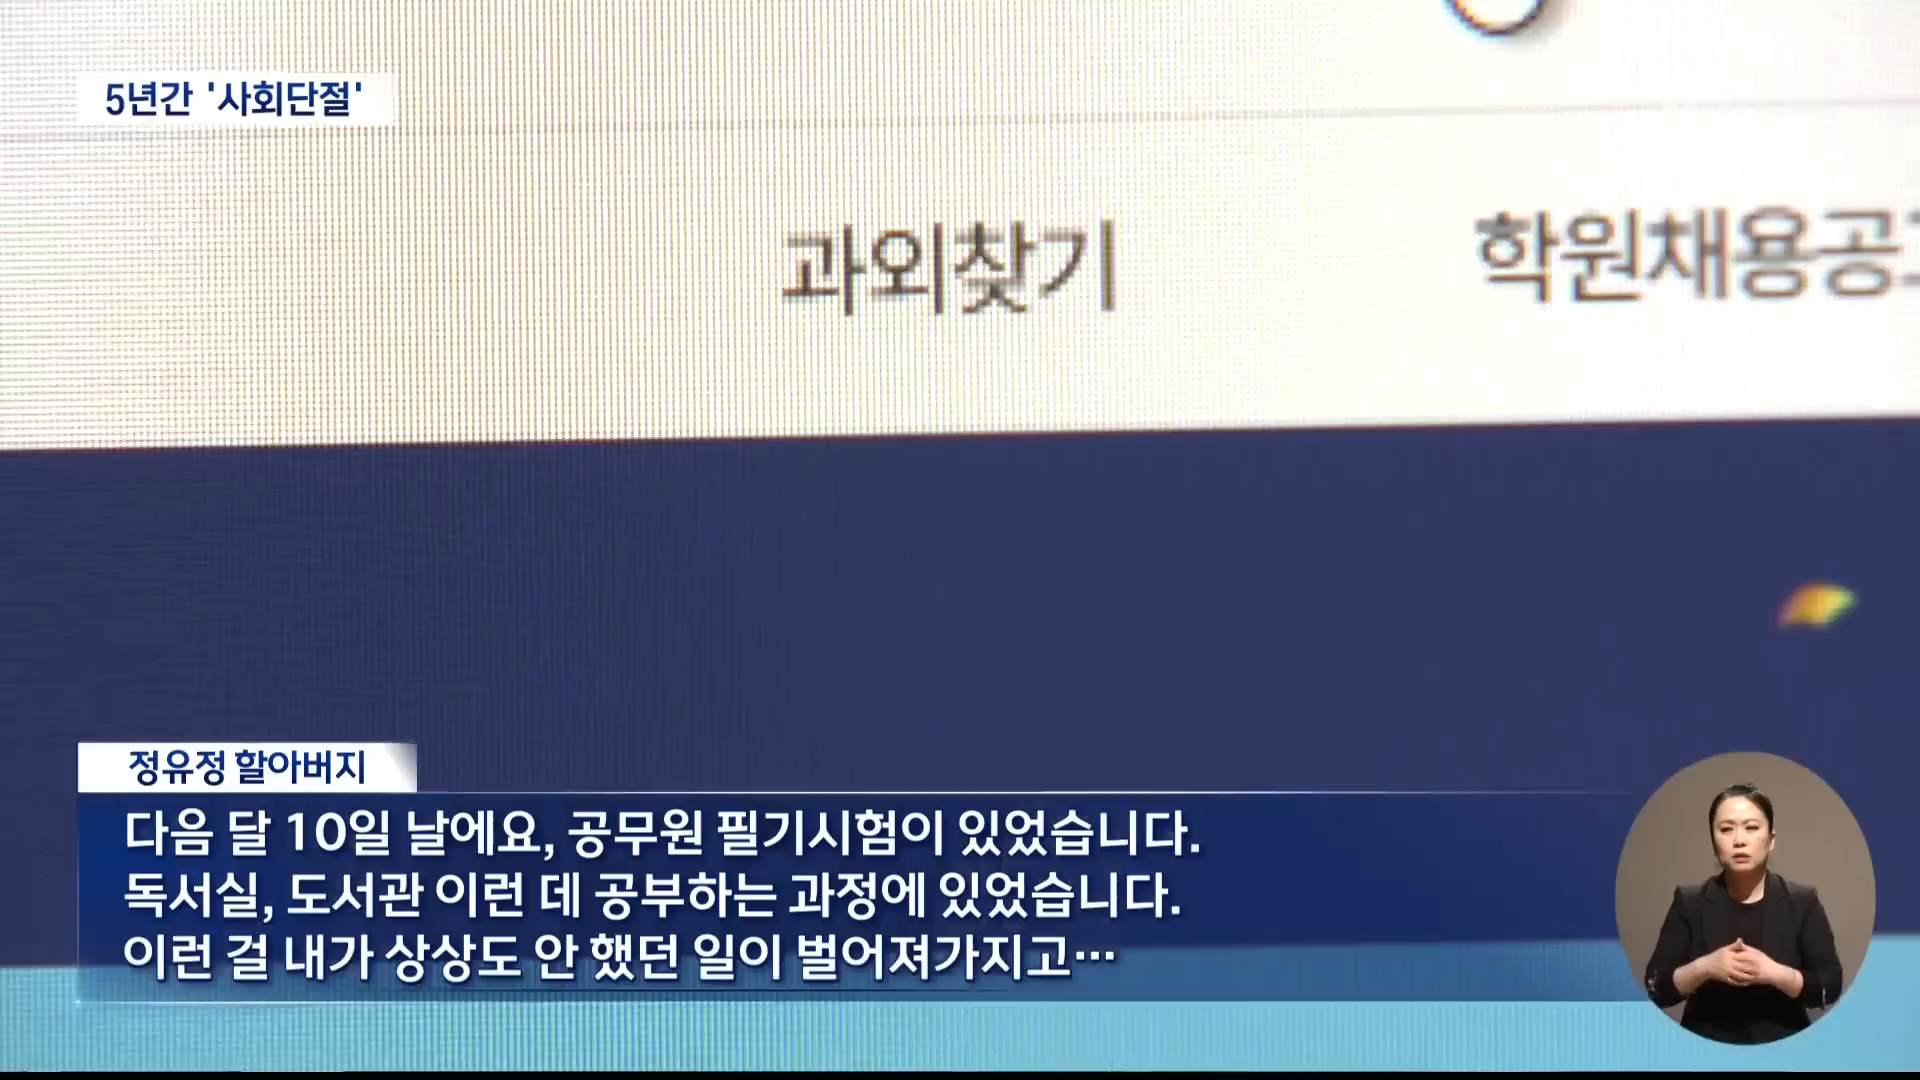 5년간 '사회단절'
과외찾기
학원채용공
정유정 할아버지
다음 달 10일 날에요, 공무원 필기시험이 있었습니다.
독서실, 도서관 이런 데 공부하는 과정에 있었습니다.
이런 걸 내가 상상도 안 했던 일이 벌어져가지고…